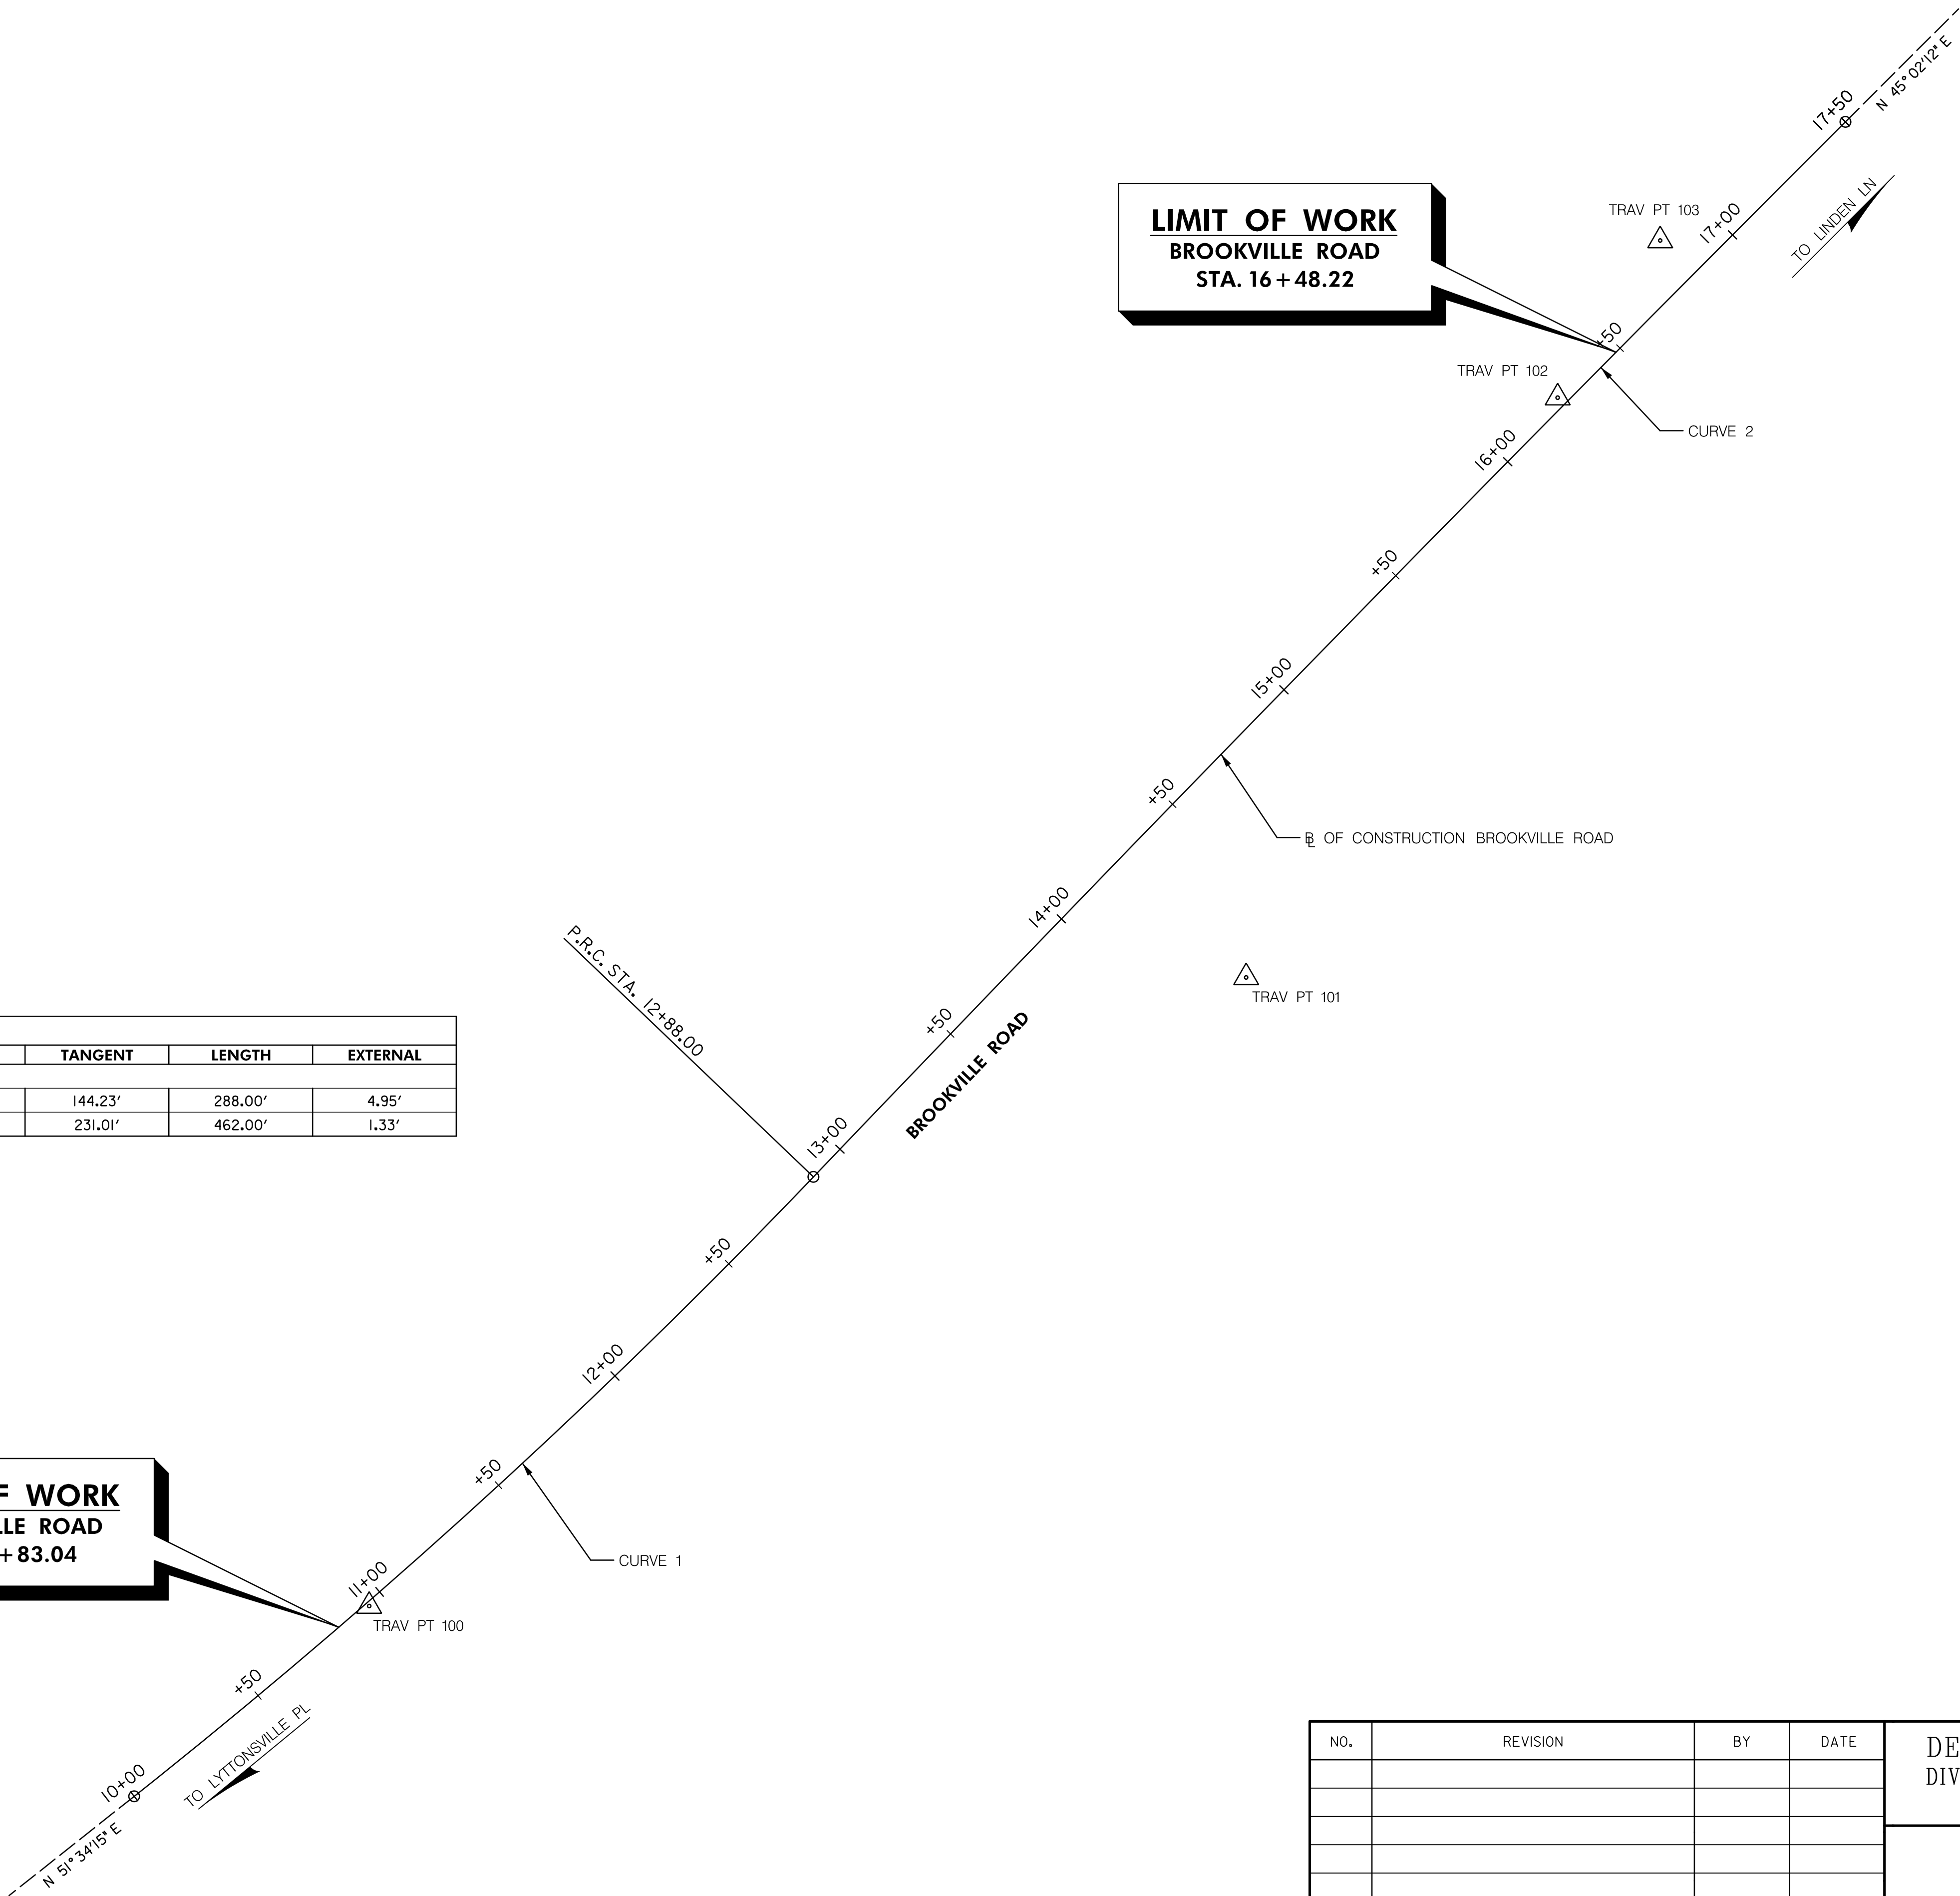 17+50
N 45°02'12" E
LIMIT OF WORK
BROOKVILLE ROAD
STA. 16+48.22
TRAV PT 103
17+00
TO LINDEN LN
+50
TRAV PT 102
CURVE 2
16+00
+50
15+00
+50
BL OF CONSTRUCTION BROOKVILLE ROAD
14+00
P.R.C. STA. 12+88.00
TRAV PT 101
+50
BROOKVILLE ROAD
TANGENT LENGTH EXTERNAL
144.23' 288.00' 4.95'
231.01' 462.00' 1.33'
13+00
+50
12+00
+50
F WORK
LLE ROAD
+83.04
CURVE 1
11+00
TRAV PT 100
+50
TO LYTTONSVILLE PL
10+00
N 51°34'15" E
NO. REVISION BY DATE
DE
DIV